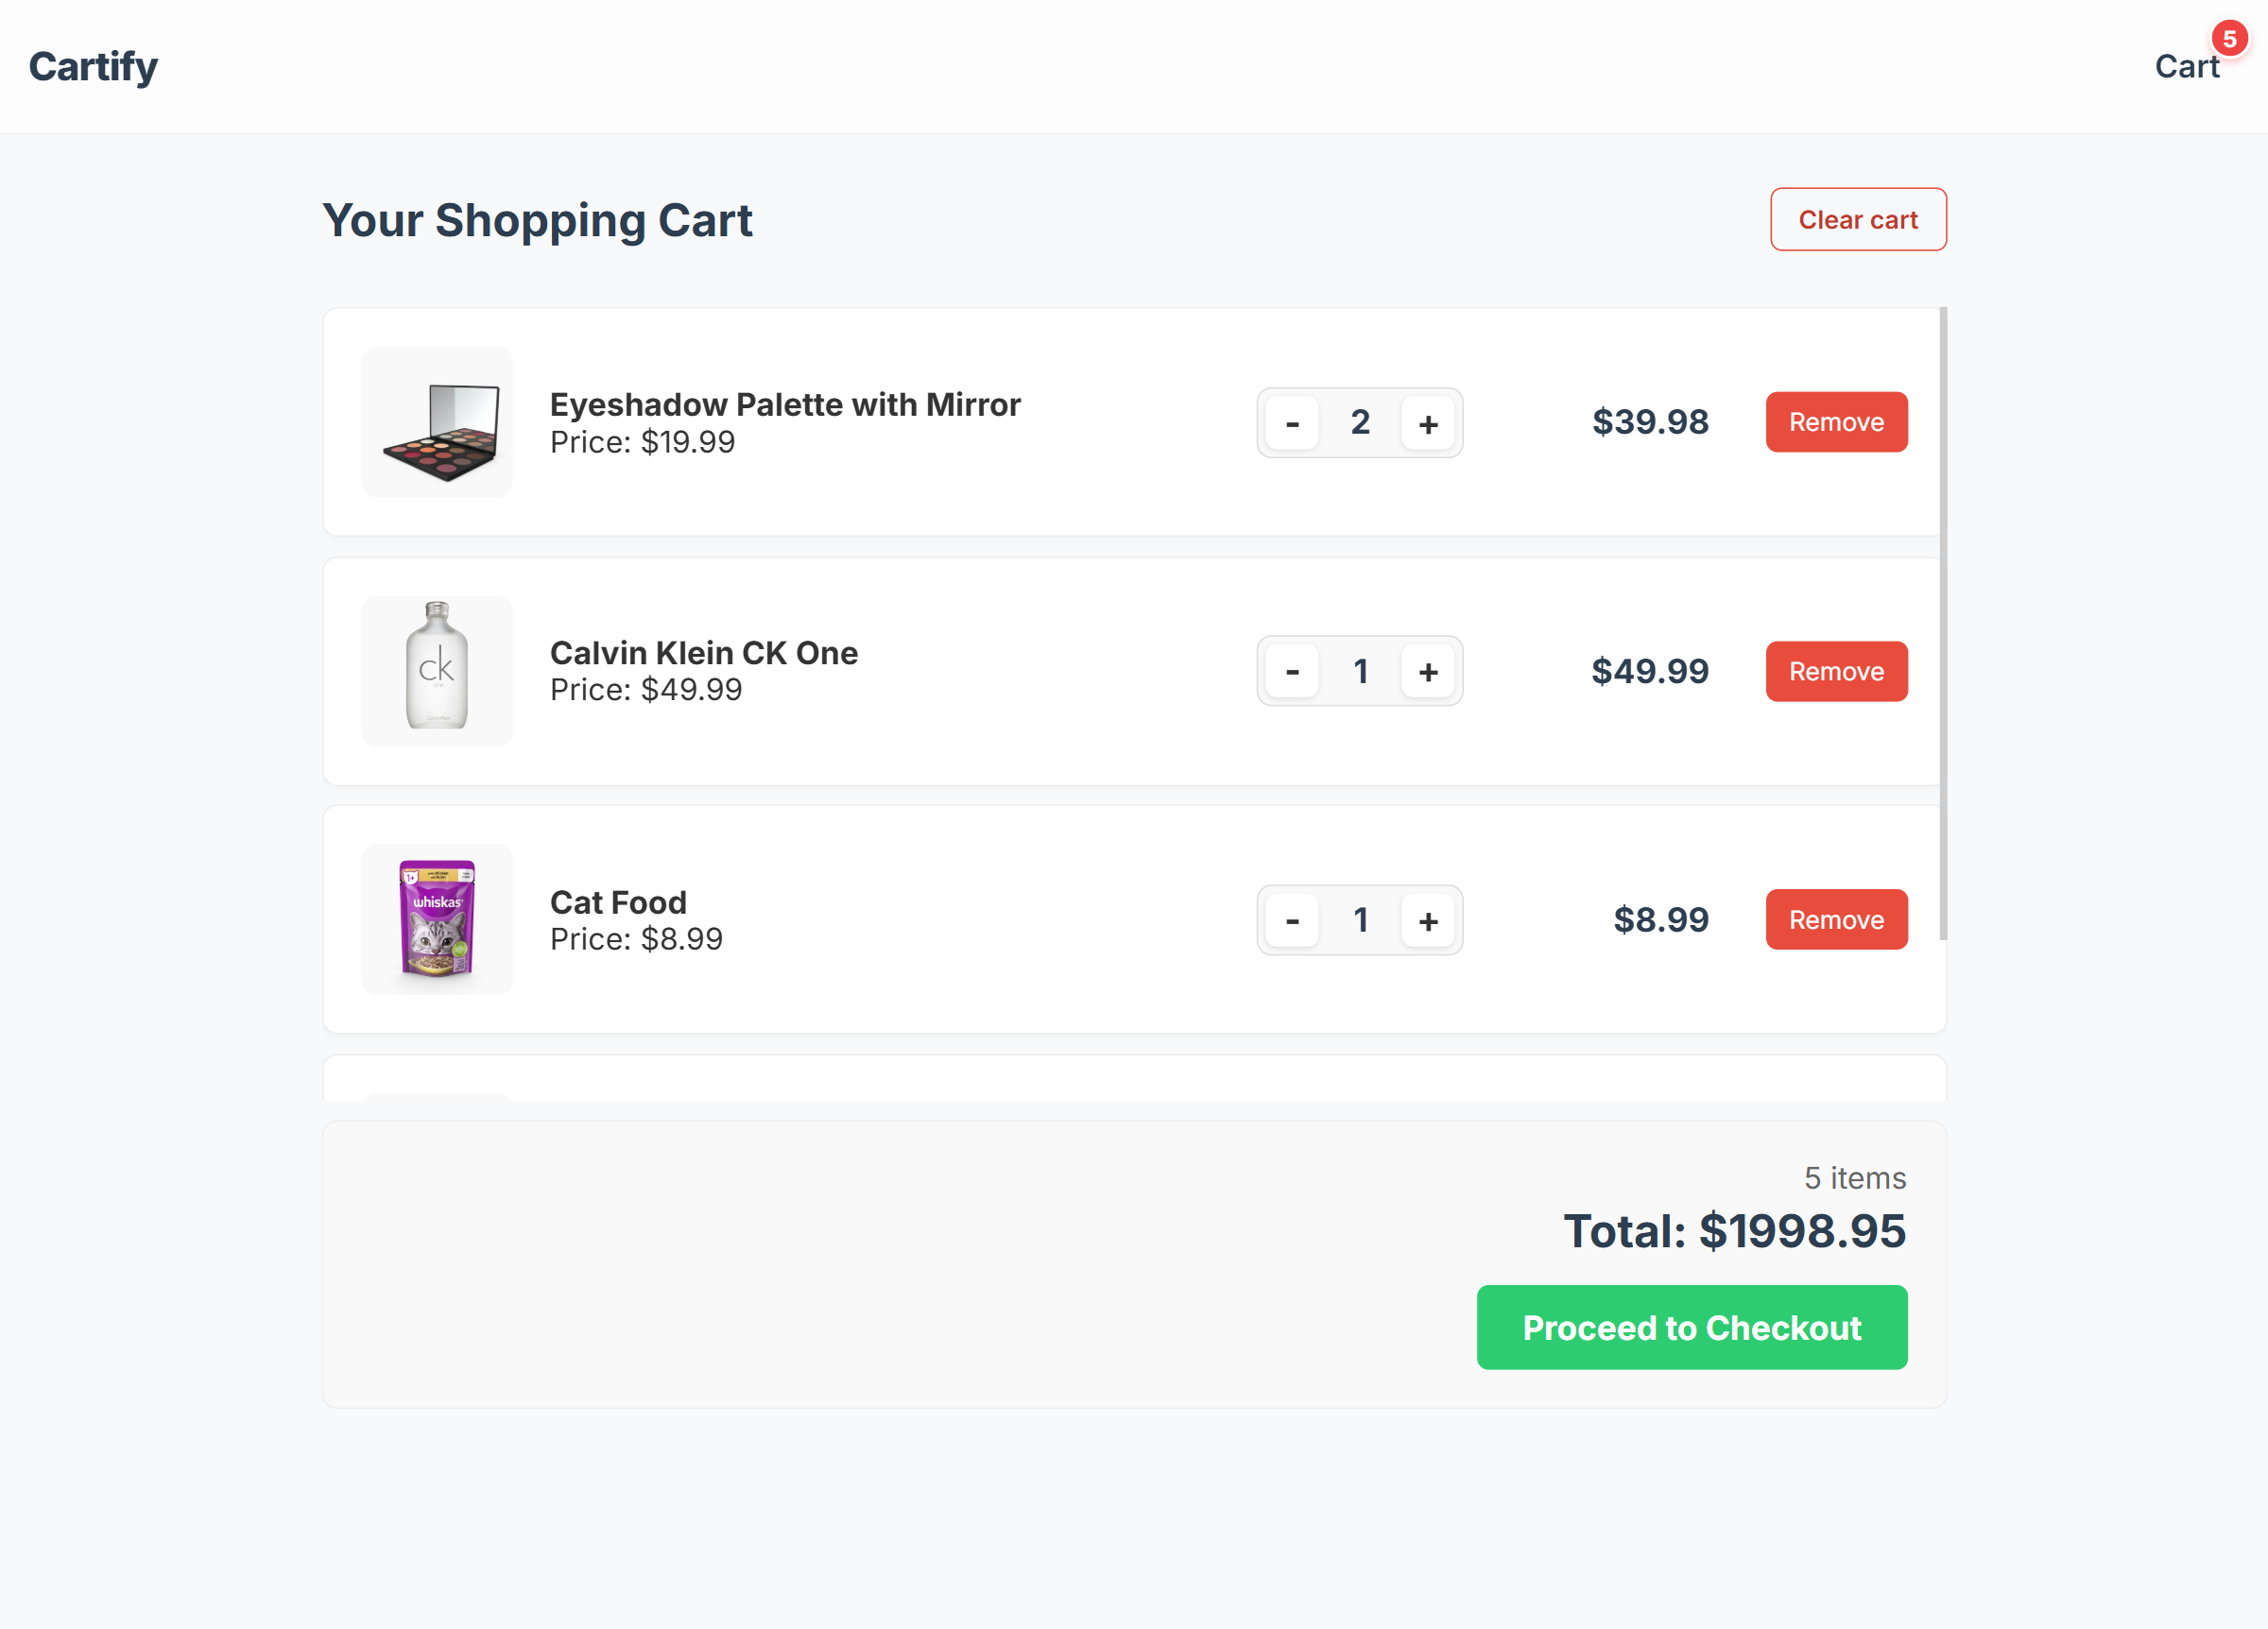 Cartify
Cart
5
Your Shopping Cart
Clear cart
Eyeshadow Palette with Mirror
Price: $19.99
- 2 +
$39.98
Remove
ck
one
Calvin Klein CK One
Price: $49.99
- 1 +
$49.99
Remove
1+
whiskas
Cat Food
Price: $8.99
- 1 +
$8.99
Remove
5 items
Total: $1998.95
Proceed to Checkout